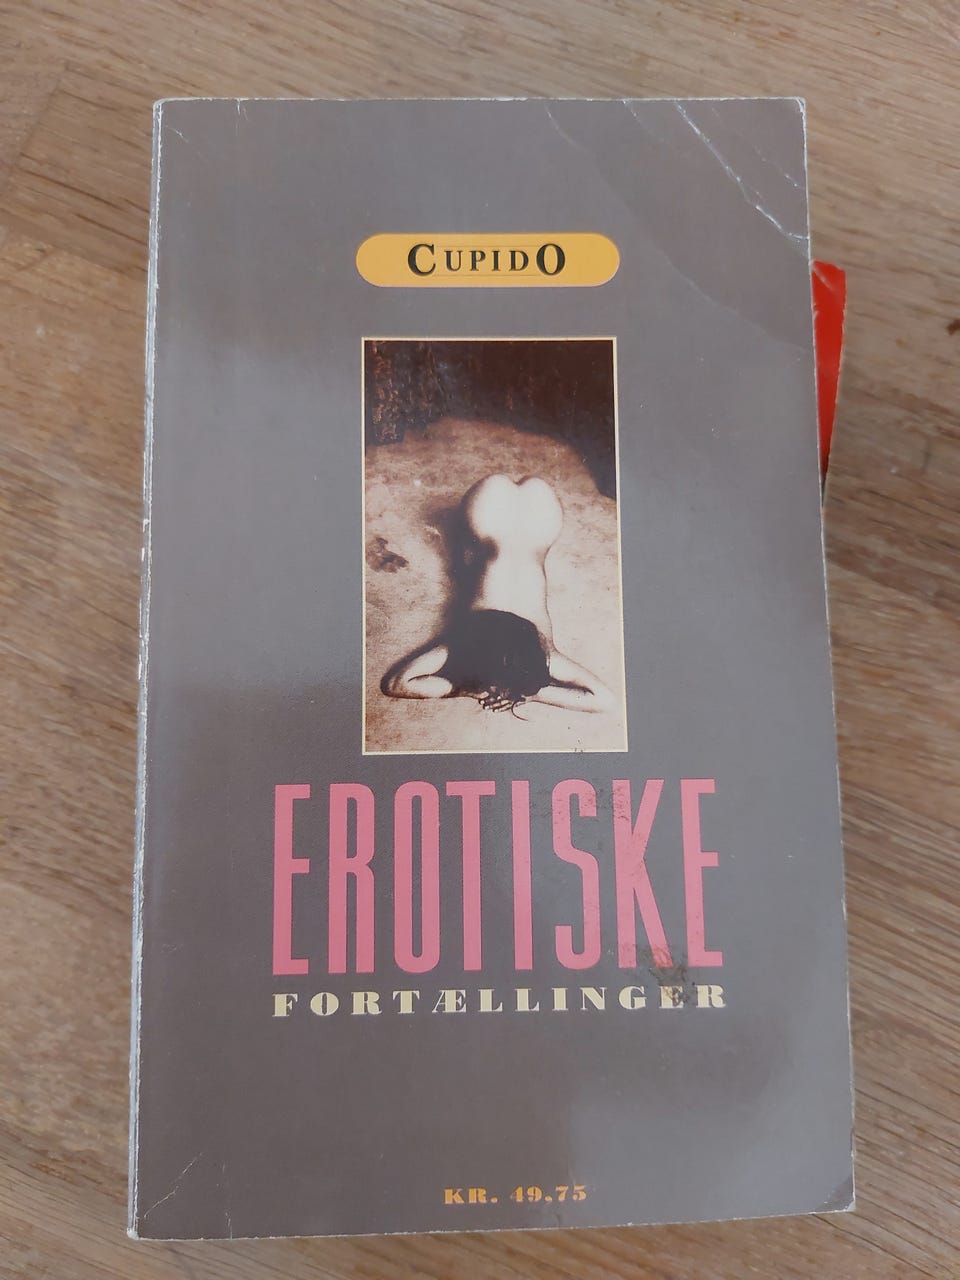 CUPIDO
EROTISKE
FORTÆLLINGER
KR. 49,75